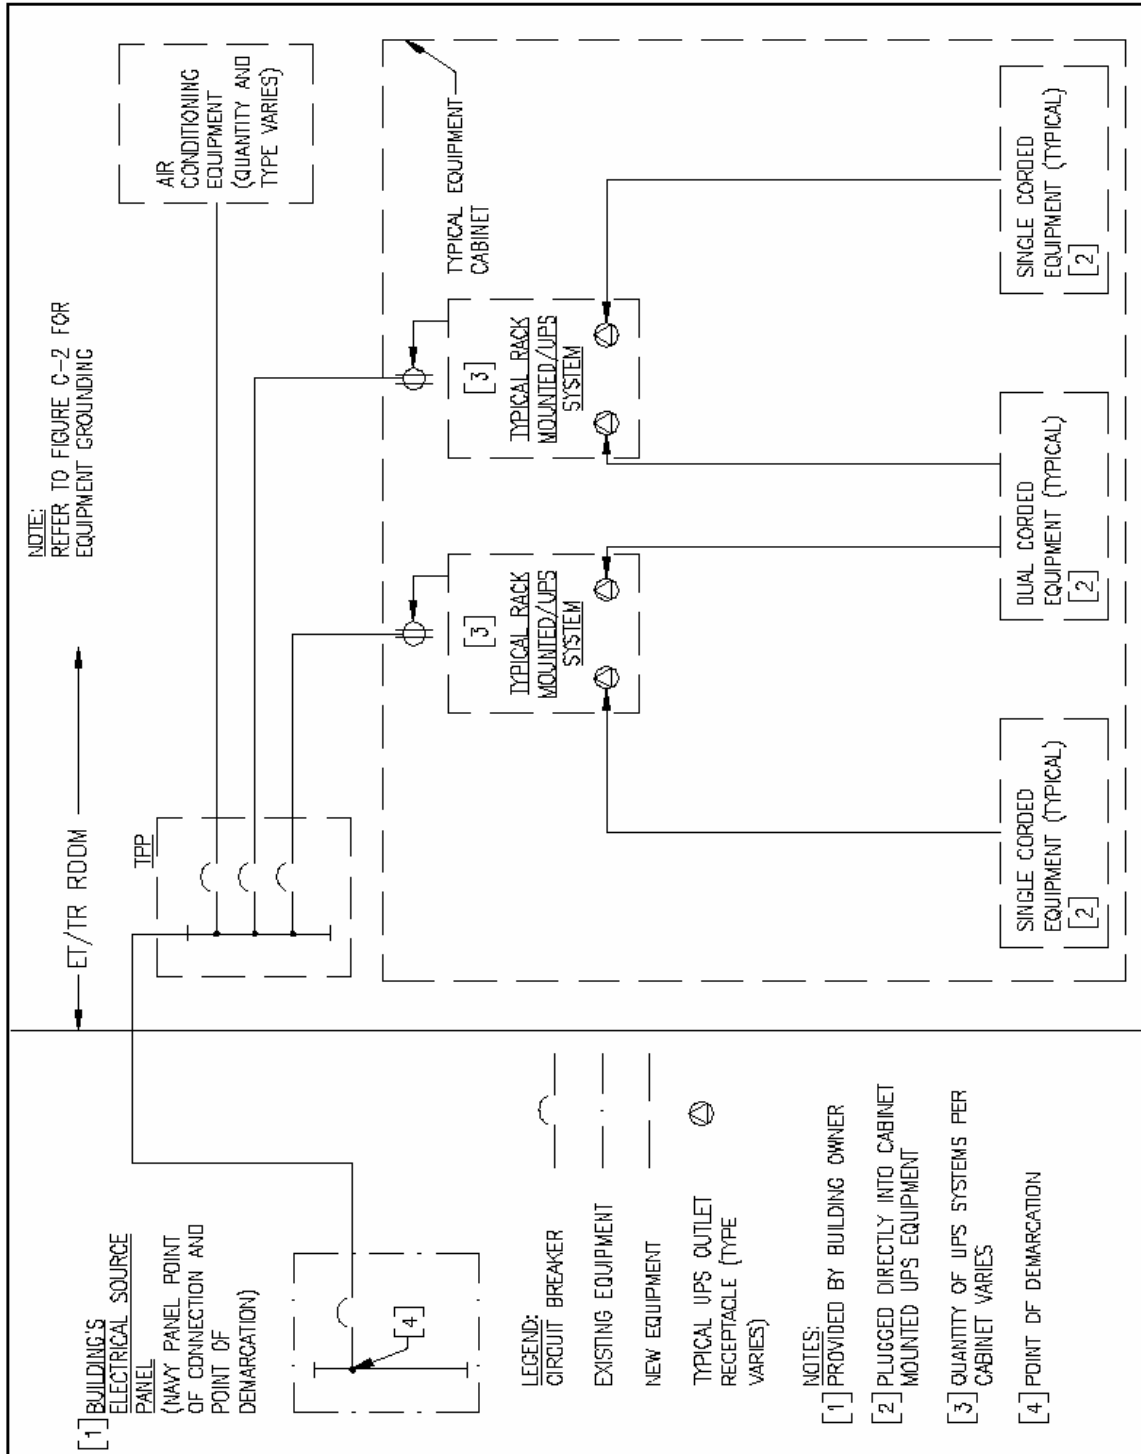 [1] BUILDING'S
ELECTRICAL SOURCE
PANEL
(NAVY PANEL POINT
OF CONNECTION AND
POINT OF
DEMARCATION)
[4]
ET/TR ROOM
NOTE:
REFER TO FIGURE C-2 FOR
EQUIPMENT GROUNDING
TPP
AIR
CONDITIONING
EQUIPMENT
(QUANTITY AND
TYPE VARIES)
TYPICAL EQUIPMENT
CABINET
[3]
TYPICAL RACK
MOUNTED/UPS
SYSTEM
[3]
TYPICAL RACK
MOUNTED/UPS
SYSTEM
SINGLE CORDED
EQUIPMENT (TYPICAL)
[2]
DUAL CORDED
EQUIPMENT (TYPICAL)
[2]
SINGLE CORDED
EQUIPMENT (TYPICAL)
[2]
LEGEND:
CIRCUIT BREAKER
EXISTING EQUIPMENT
NEW EQUIPMENT
TYPICAL UPS OUTLET
RECEPTACLE (TYPE
VARIES)
NOTES:
[1] PROVIDED BY BUILDING OWNER
[2] PLUGGED DIRECTLY INTO CABINET
MOUNTED UPS EQUIPMENT
[3] QUANTITY OF UPS SYSTEMS PER
CABINET VARIES
[4] POINT OF DEMARCATION